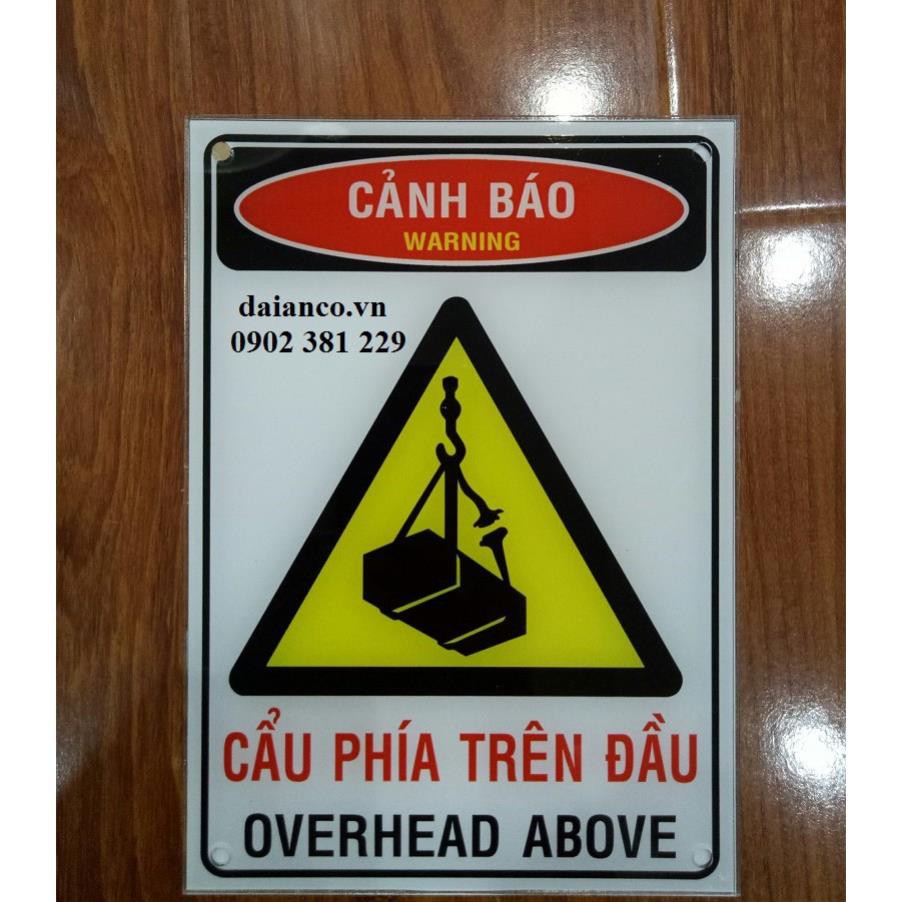 CẢNH BÁO
WARNING
daianco.vn
0902 381 229
CẨU PHÍA TRÊN ĐẦU
OVERHEAD ABOVE